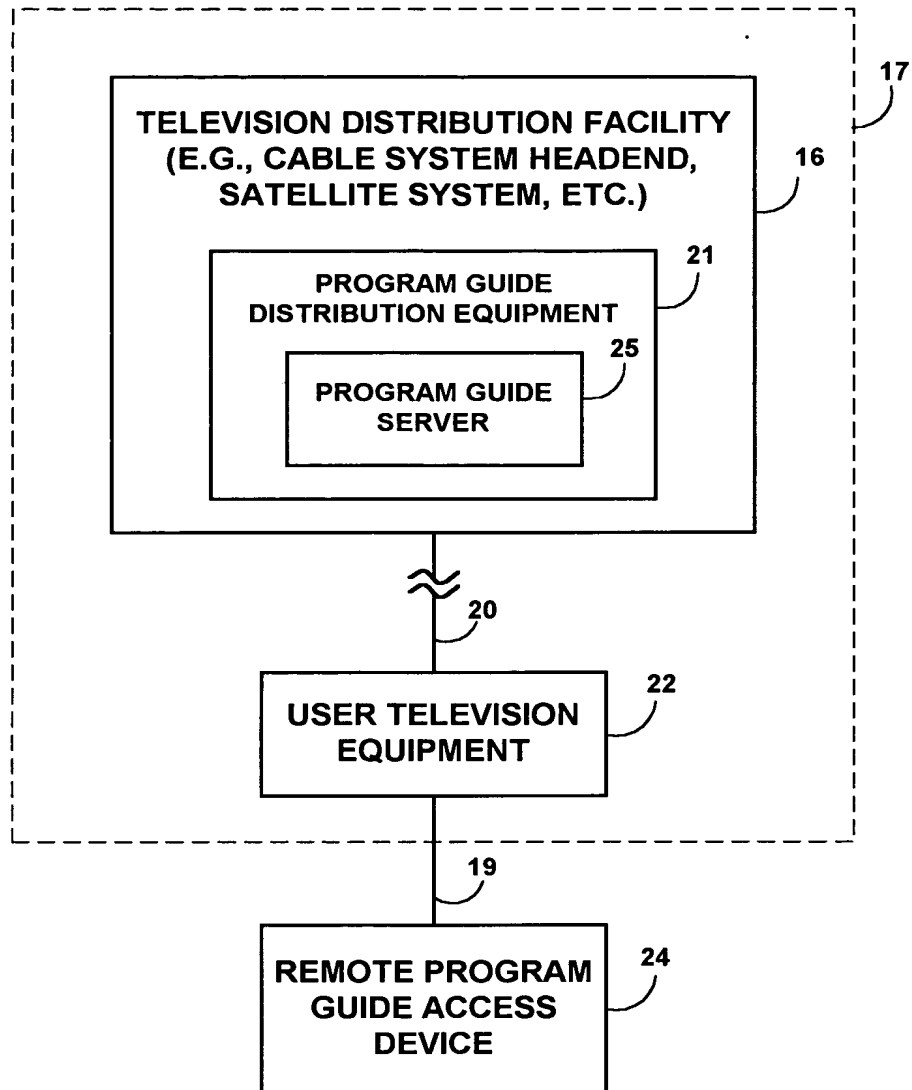 17
TELEVISION DISTRIBUTION FACILITY
(E.G., CABLE SYSTEM HEADEND,
SATELLITE SYSTEM, ETC.)
16
PROGRAM GUIDE
DISTRIBUTION EQUIPMENT
21
PROGRAM GUIDE
SERVER
25
20
USER TELEVISION
EQUIPMENT
22
19
REMOTE PROGRAM
GUIDE ACCESS
DEVICE
24